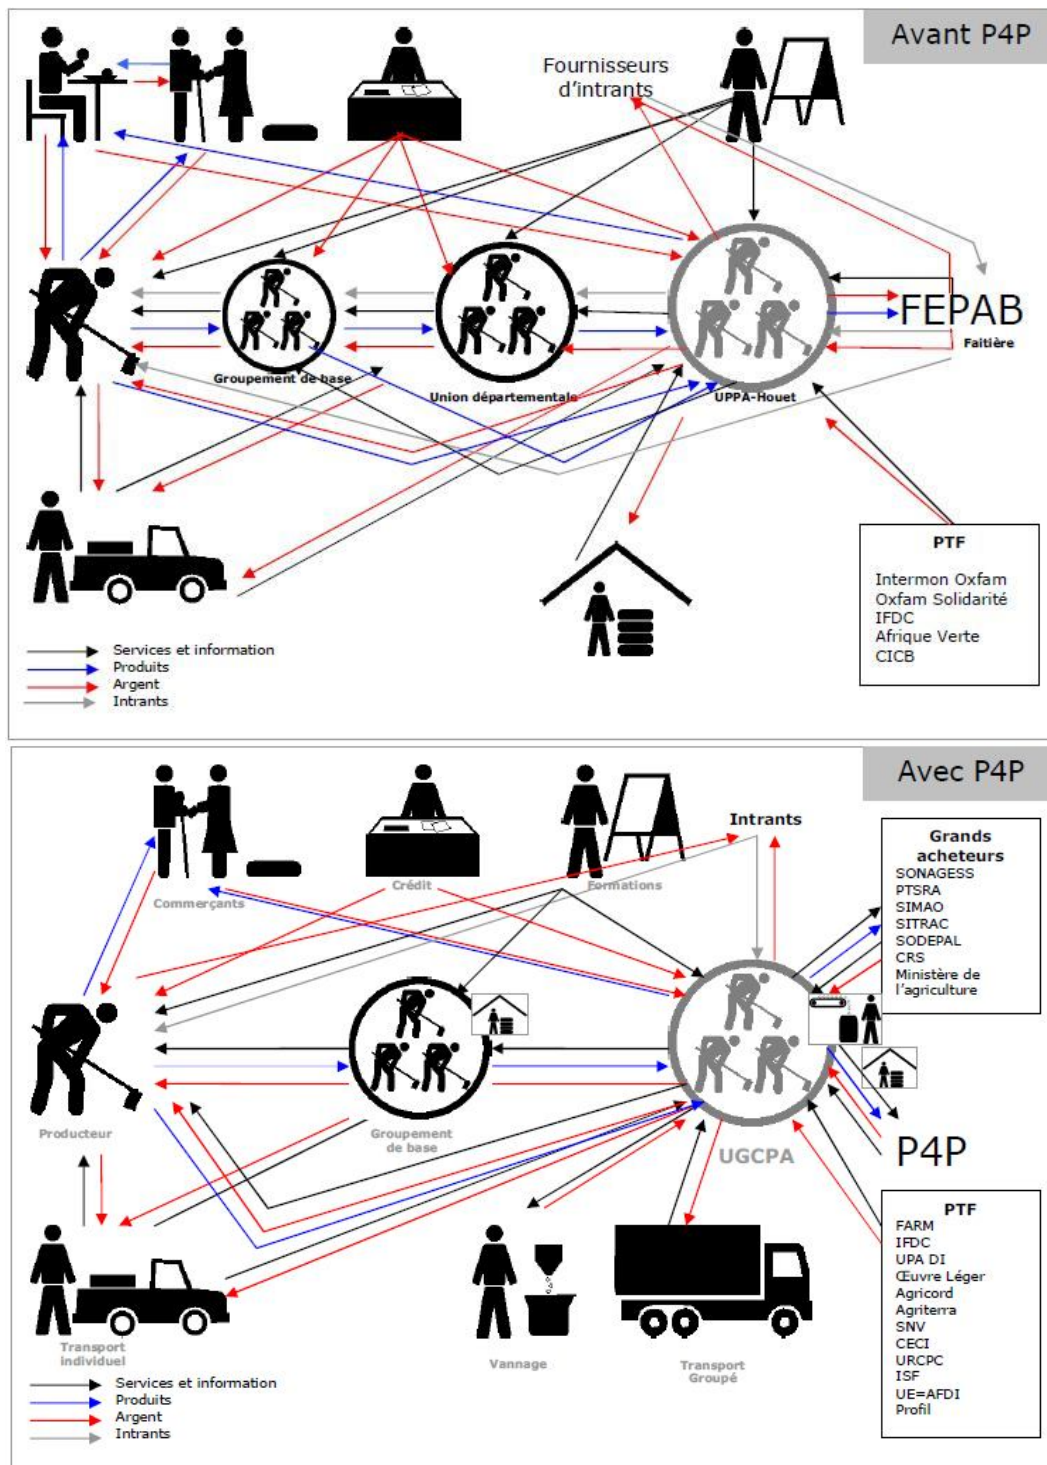 Avant P4P
Fournisseurs
d'intrants
FEPAB
Faitière
Groupement de base
Union départementale
UPPA-Houet
PTF
Intermon Oxfam
Oxfam Solidarité
IFDC
Afrique Verte
CICB
Services et information
Produits
Argent
Intrants
Avec P4P
Intrants
Grands
acheteurs
SONAGESS
PTSRA
SIMAO
SITRAC
SODEPAL
CRS
Ministère de
l'agriculture
Commerçants
Crédit
Formations
Producteur
Groupement
de base
UGCPA
P4P
PTF
FARM
IFDC
UPA DI
Œuvre Léger
Agricord
Agriterra
SNV
CECI
URCPC
ISF
UE=AFDI
Profil
Transport
individuel
Vannage
Transport
Groupé
Services et information
Produits
Argent
Intrants